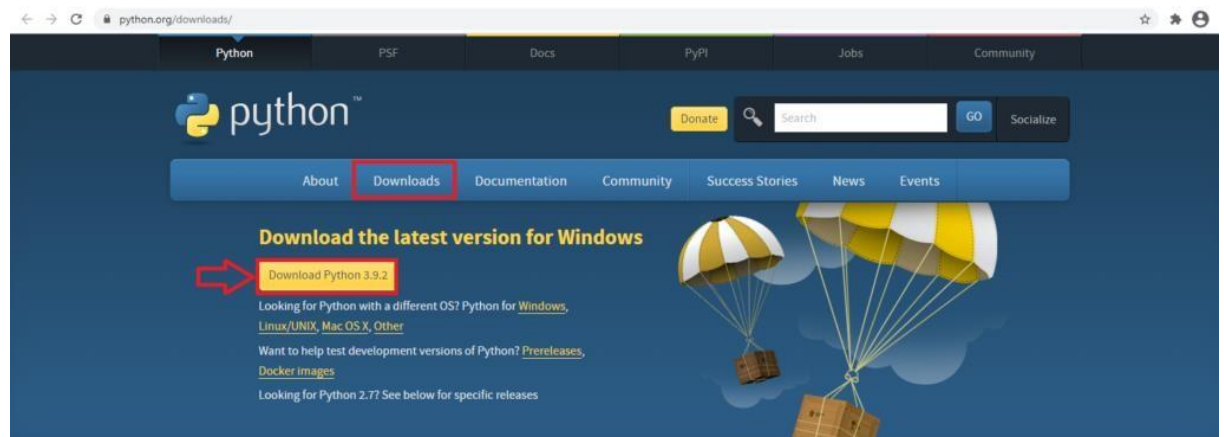 python.org/downloads/
Python PSF Docs PyPI Jobs Community
python™
Donate Search GO Socialize
About Downloads Documentation Community Success Stories News Events
Download the latest version for Windows
Download Python 3.9.2
Looking for Python with a different OS? Python for Windows,
Linux/UNIX, Mac OS X, Other
Want to help test development versions of Python? Prereleases,
Docker images
Looking for Python 2.7? See below for specific releases